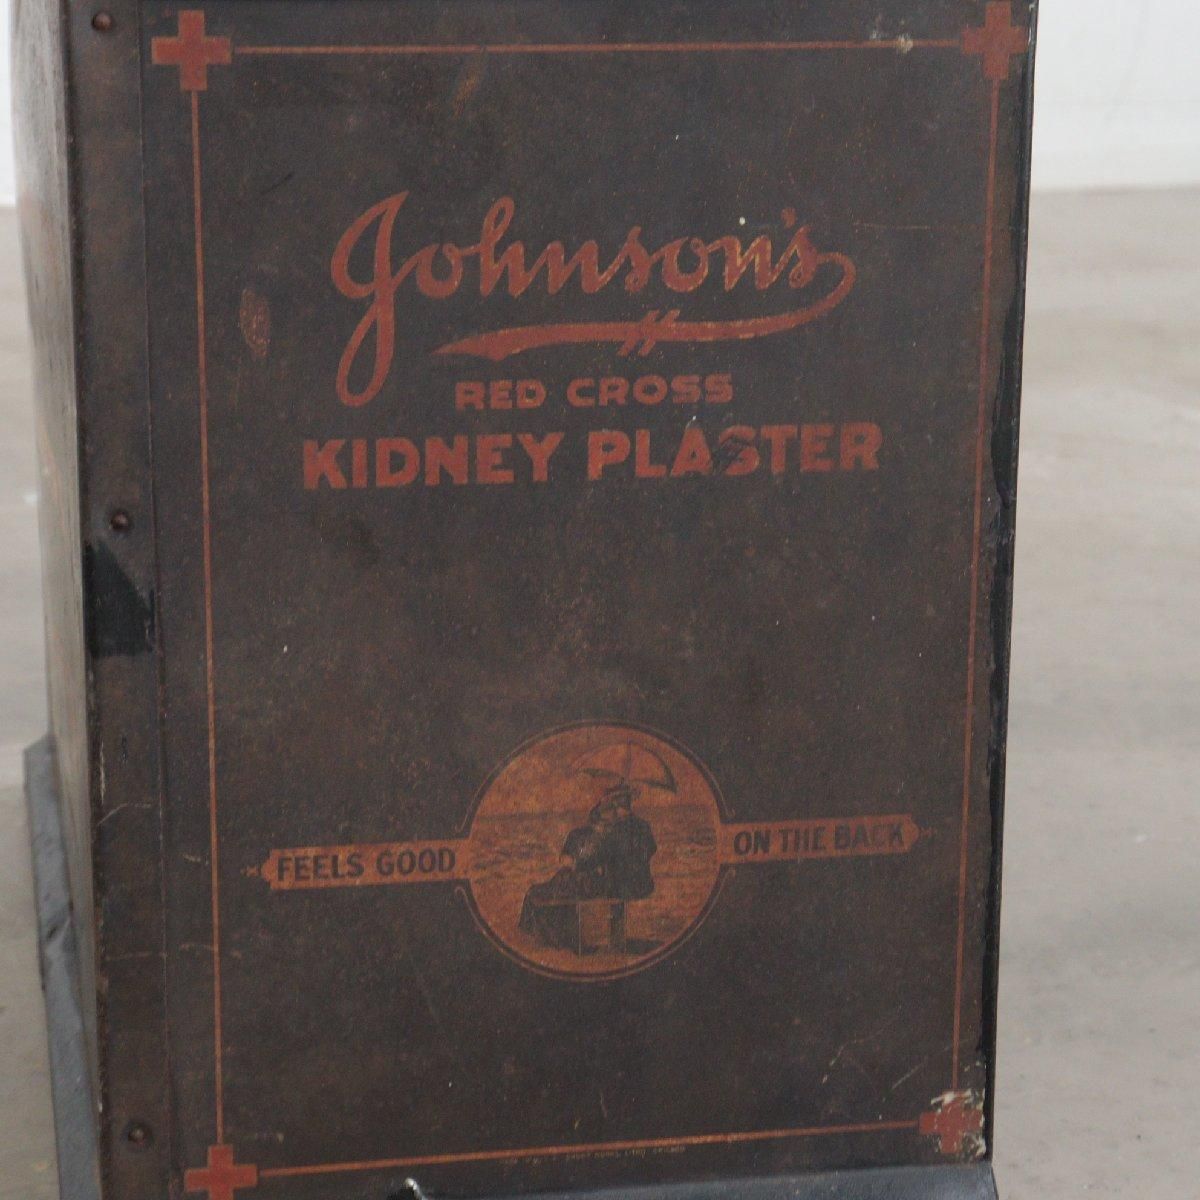 Johnson's
RED CROSS
KIDNEY PLASTER
FEELS GOOD ON THE BACK